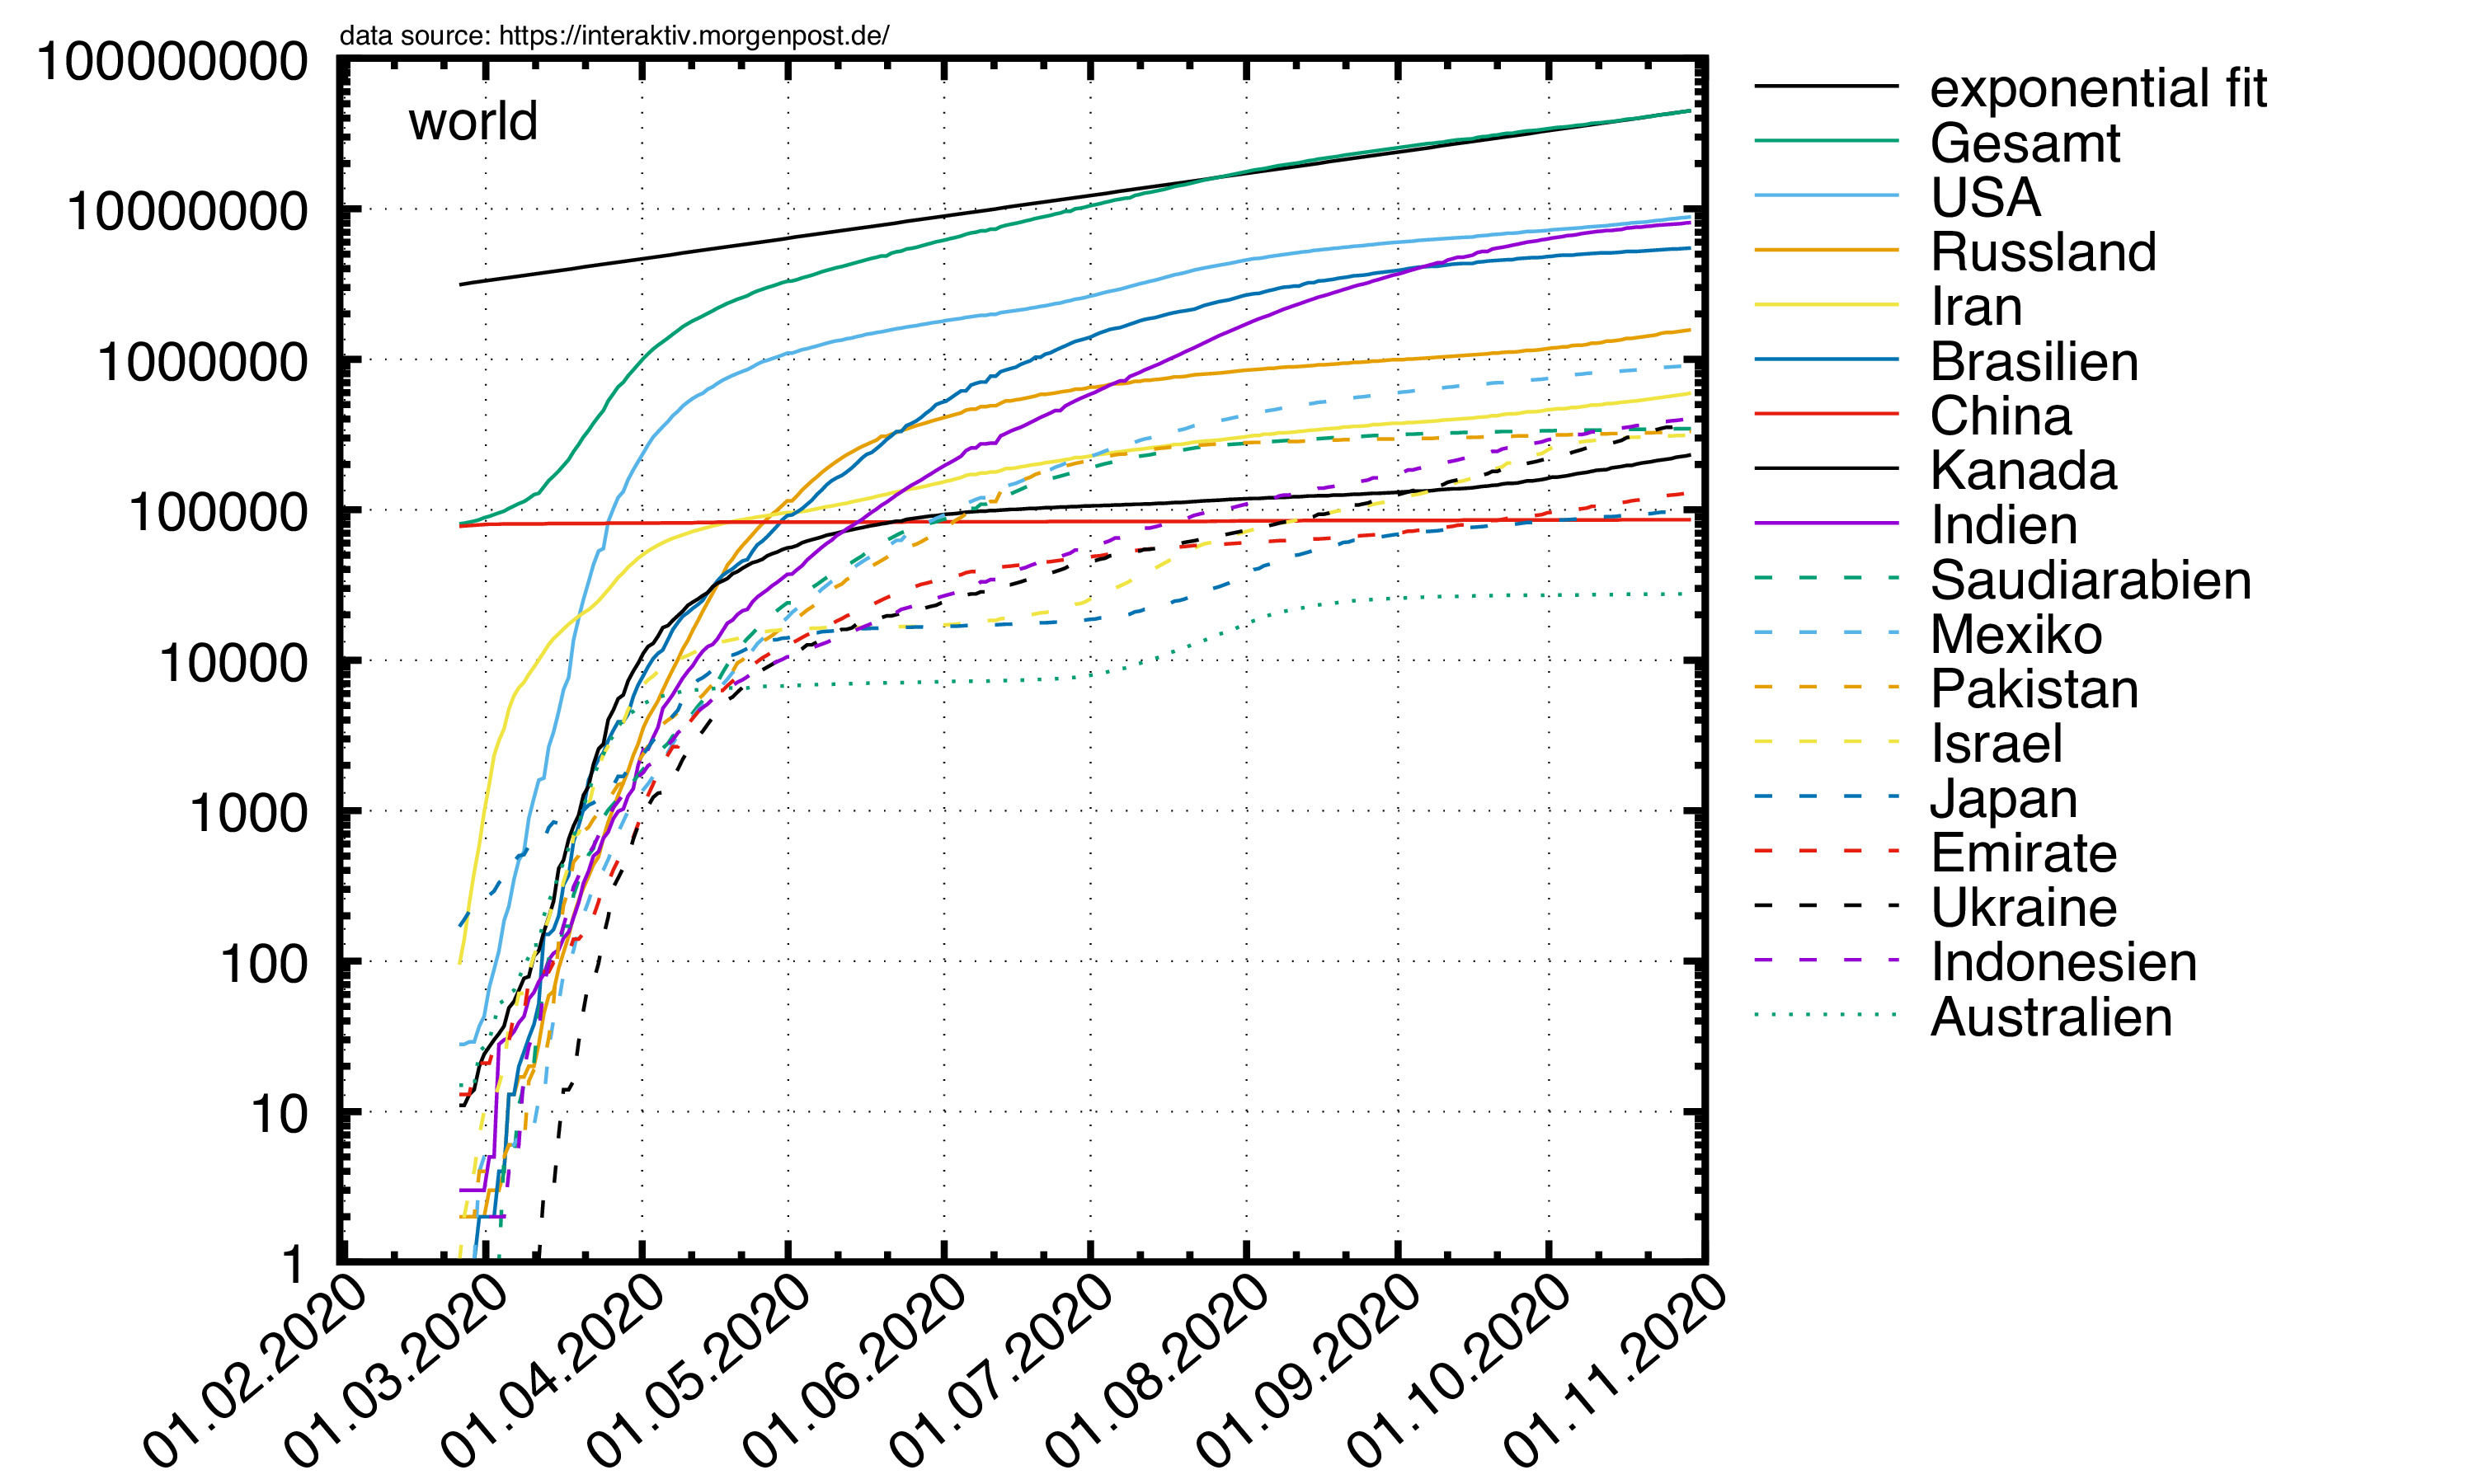 data source: https://interaktiv.morgenpost.de/
world
100000000
10000000
1000000
100000
10000
1000
100
10
1
01.02.2020
01.03.2020
01.04.2020
01.05.2020
01.06.2020
01.07.2020
01.08.2020
01.09.2020
01.10.2020
01.11.2020
exponential fit
Gesamt
USA
Russland
Iran
Brasilien
China
Kanada
Indien
Saudiarabien
Mexiko
Pakistan
Israel
Japan
Emirate
Ukraine
Indonesien
Australien